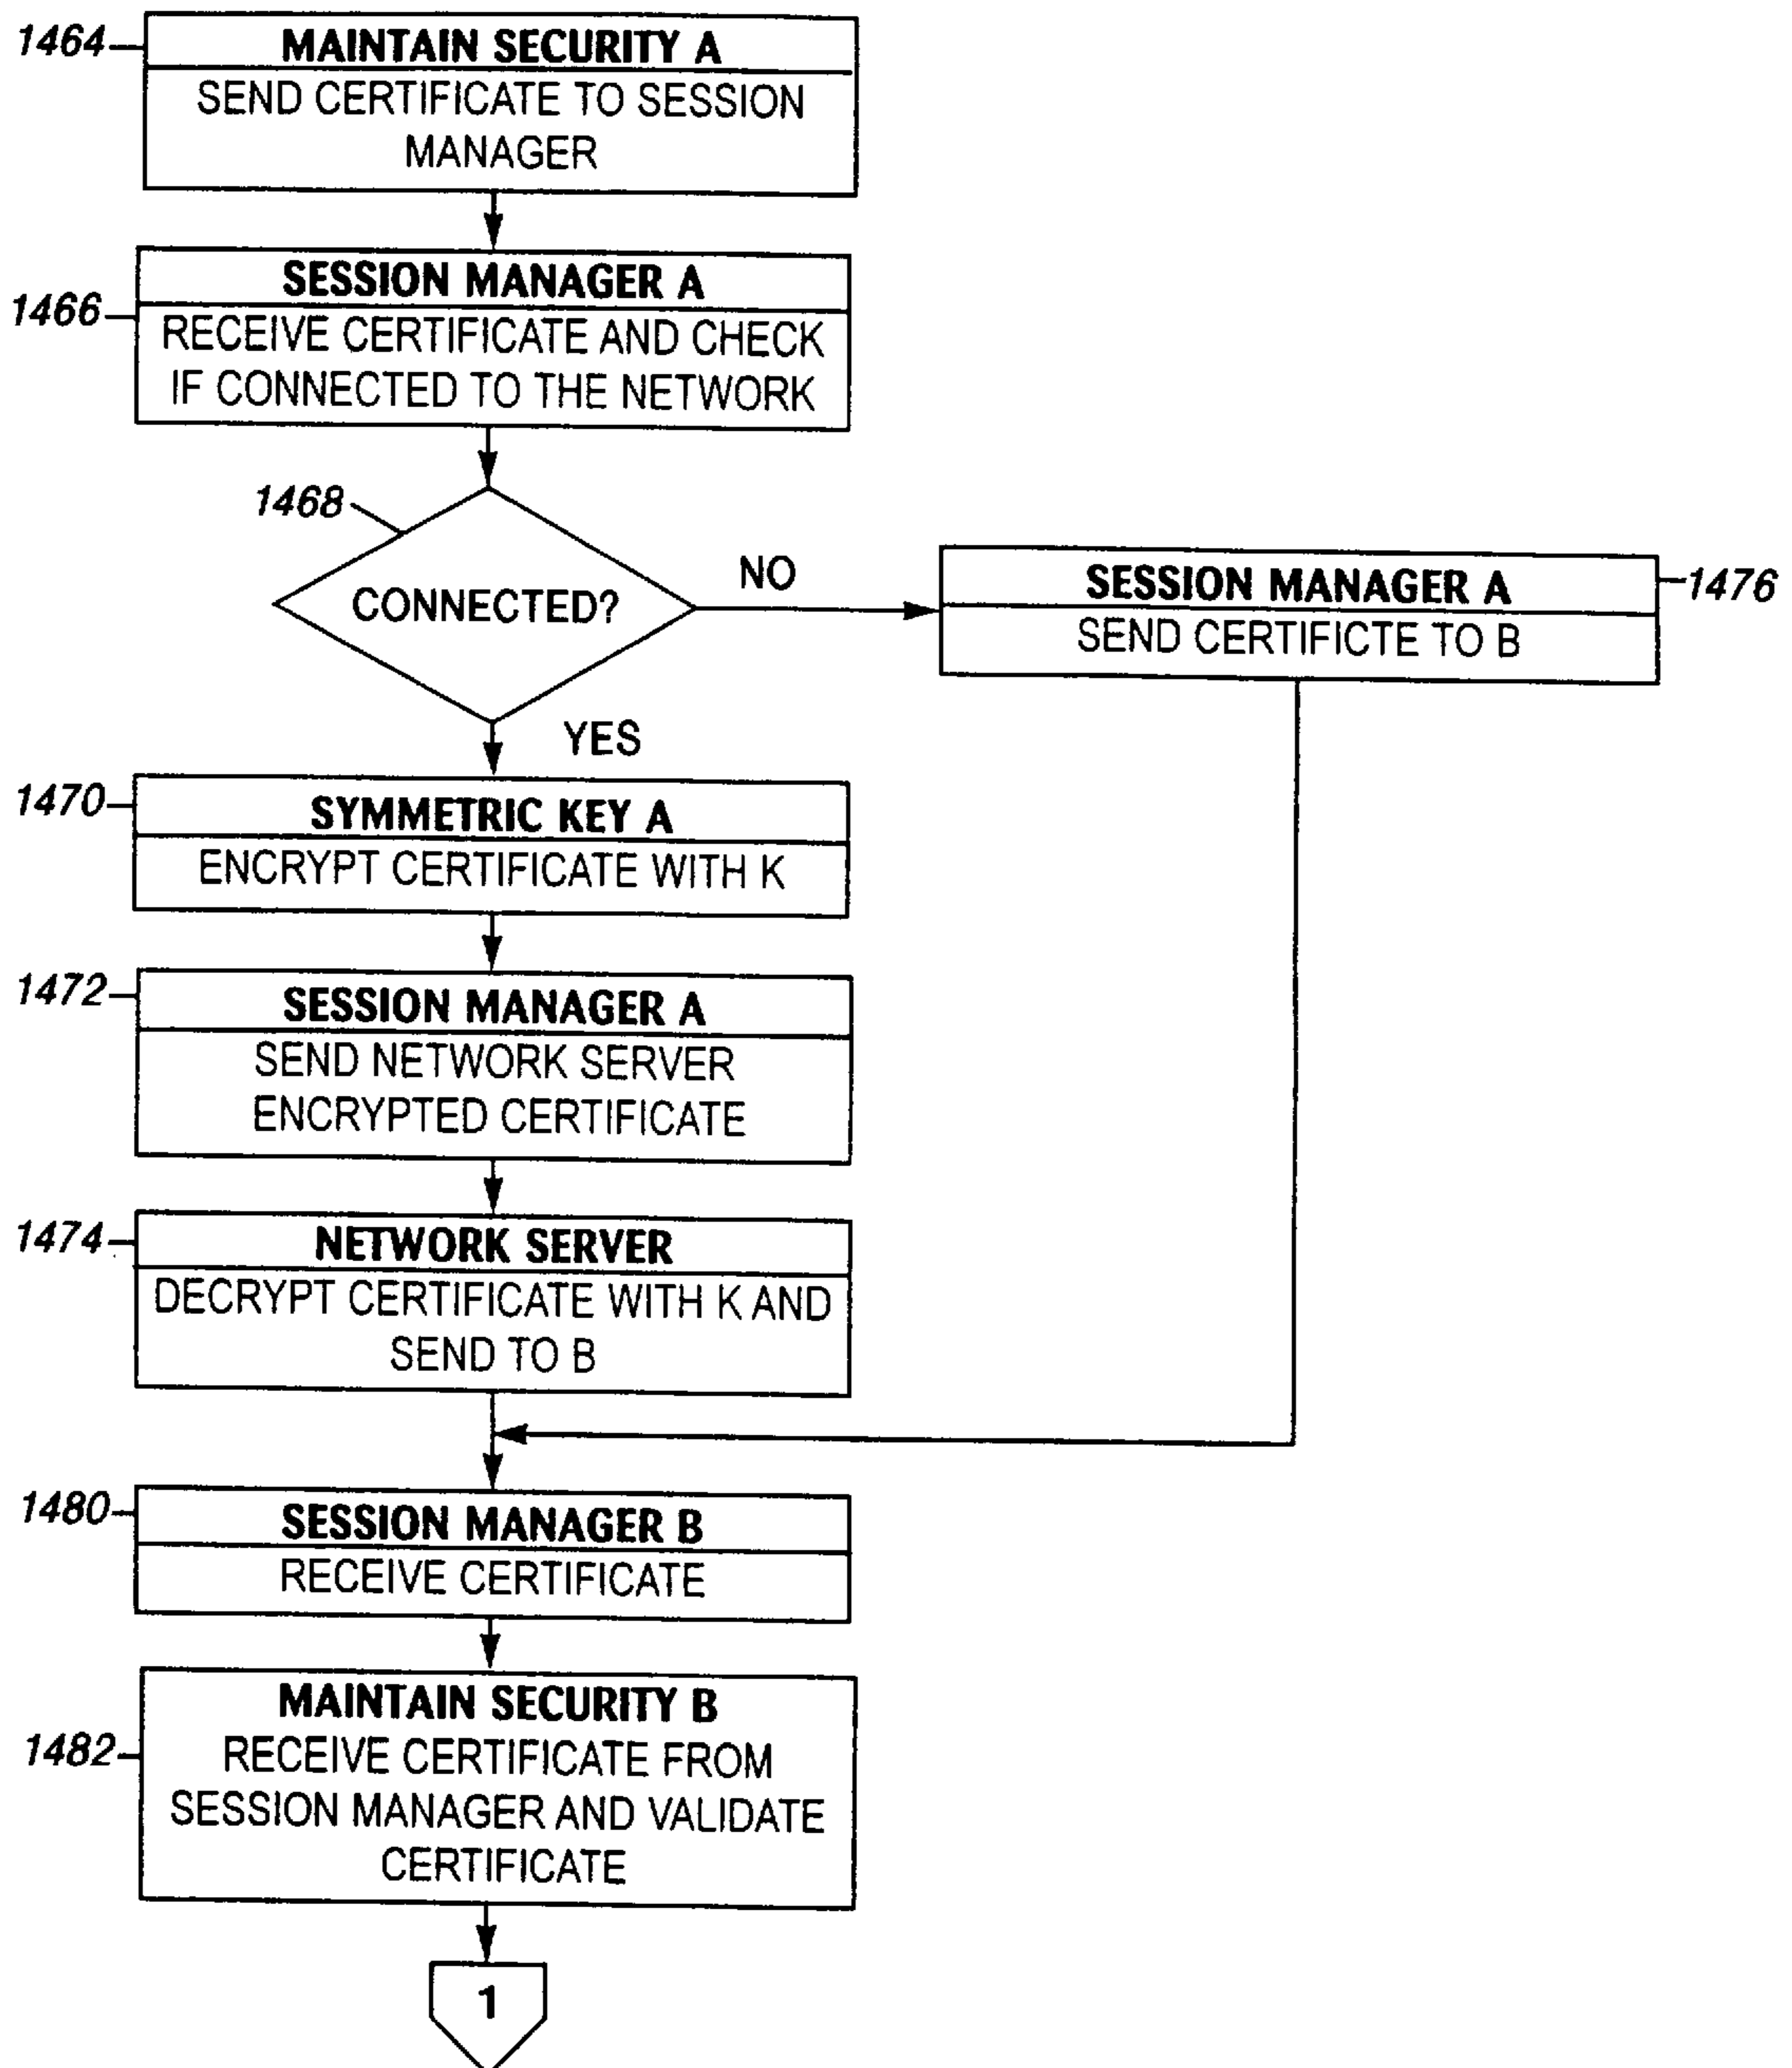 1464
MAINTAIN SECURITY A
SEND CERTIFICATE TO SESSION
MANAGER
1466
SESSION MANAGER A
RECEIVE CERTIFICATE AND CHECK
IF CONNECTED TO THE NETWORK
1468
CONNECTED?
NO
YES
SESSION MANAGER A
1476
SEND CERTIFICTE TO B
1470
SYMMETRIC KEY A
ENCRYPT CERTIFICATE WITH K
1472
SESSION MANAGER A
SEND NETWORK SERVER
ENCRYPTED CERTIFICATE
1474
NETWORK SERVER
DECRYPT CERTIFICATE WITH K AND
SEND TO B
1480
SESSION MANAGER B
RECEIVE CERTIFICATE
1482
MAINTAIN SECURITY B
RECEIVE CERTIFICATE FROM
SESSION MANAGER AND VALIDATE
CERTIFICATE
1